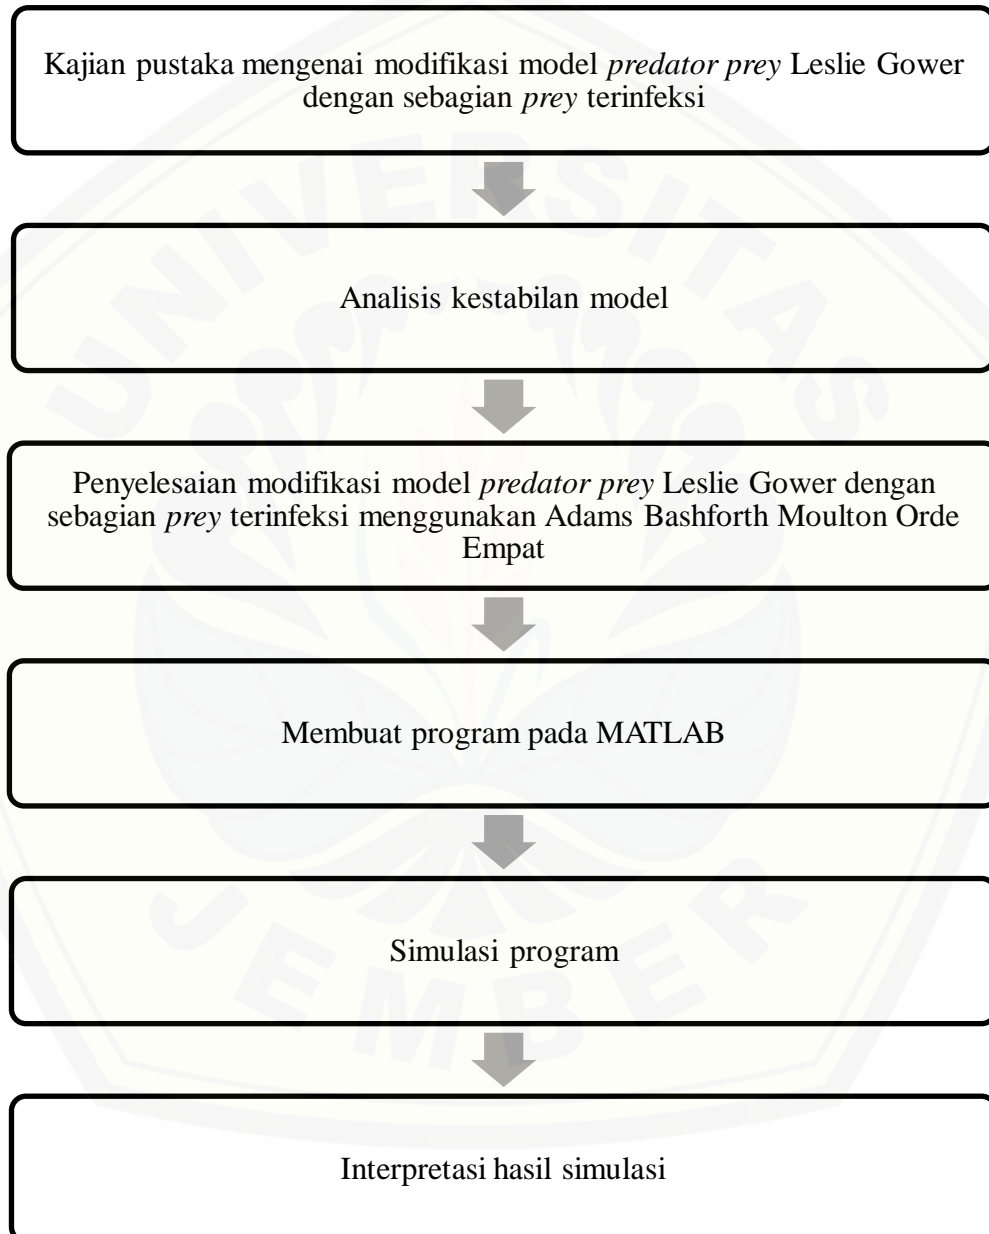 Kajian pustaka mengenai modifikasi model predator prey Leslie Gower
dengan sebagian prey terinfeksi
Analisis kestabilan model
Penyelesaian modifikasi model predator prey Leslie Gower dengan
sebagian prey terinfeksi menggunakan Adams Bashforth Moulton Orde
Empat
Membuat program pada MATLAB
Simulasi program
Interpretasi hasil simulasi
UNIVERSITAS
JEMBER